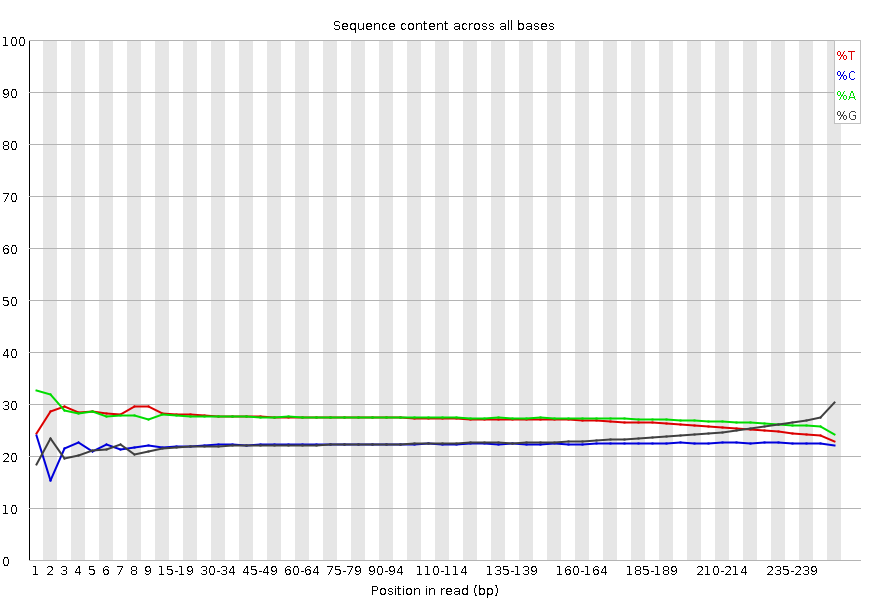 Sequence content across all bases
100
90
80
70
60
50
40
30
20
10
0
%T
%C
%A
%G
1 2 3 4 5 6 7 8 9 15-19 30-34 45-49 60-64 75-79 90-94 110-114 135-139 160-164 185-189 210-214 235-239
Position in read (bp)